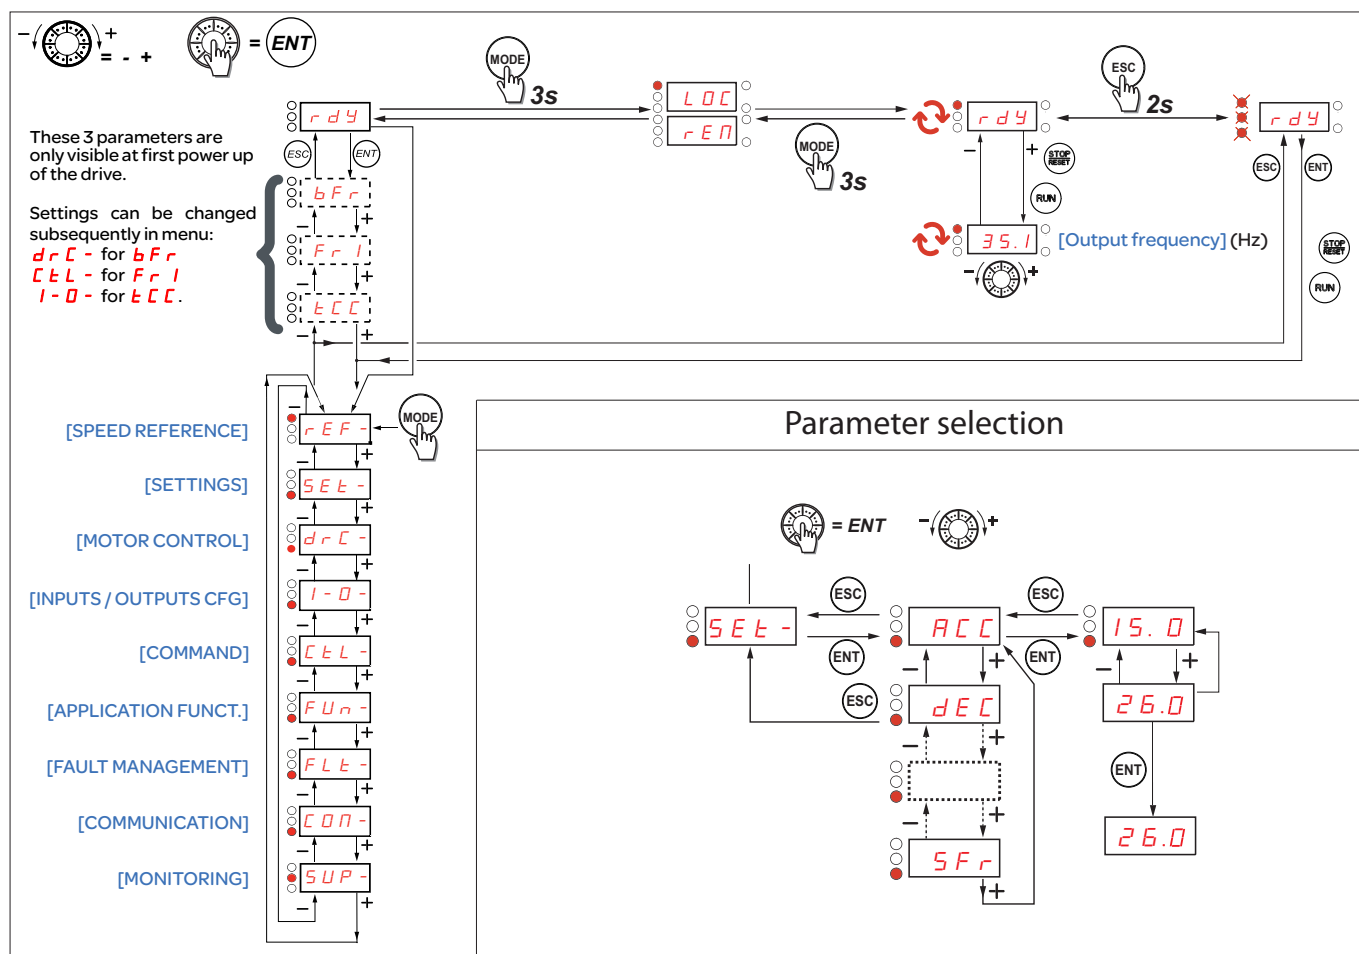 - + = - +
= ENT
MODE
3s
ESC
2s
rdY
LOC
rEM
rdY
rdY
MODE
3s
These 3 parameters are
only visible at first power up
of the drive.
ESC
ENT
- +
STOP
RESET
RUN
ESC
ENT
bFr
- +
Settings can be changed
subsequently in menu:
drC- for bFr
CtL- for Fr1
I-O- for tCC.
Fr1
- +
tCC
- +
35.1
[Output frequency] (Hz)
- +
STOP
RESET
RUN
-
[SPEED REFERENCE]
rEF-
MODE
- +
[SETTINGS]
SEt-
- +
[MOTOR CONTROL]
drC-
- +
[INPUTS / OUTPUTS CFG]
I-O-
- +
[COMMAND]
CtL-
- +
[APPLICATION FUNCT.]
FUn-
- +
[FAULT MANAGEMENT]
FLt-
- +
[COMMUNICATION]
COM-
- +
[MONITORING]
SUP-
- +
Parameter selection
= ENT
- +
ESC
ESC
SEt-
ACC
15.0
ENT
ENT
- +
- +
ESC
dEC
26.0
- +
ENT
- +
26.0
SFr
+